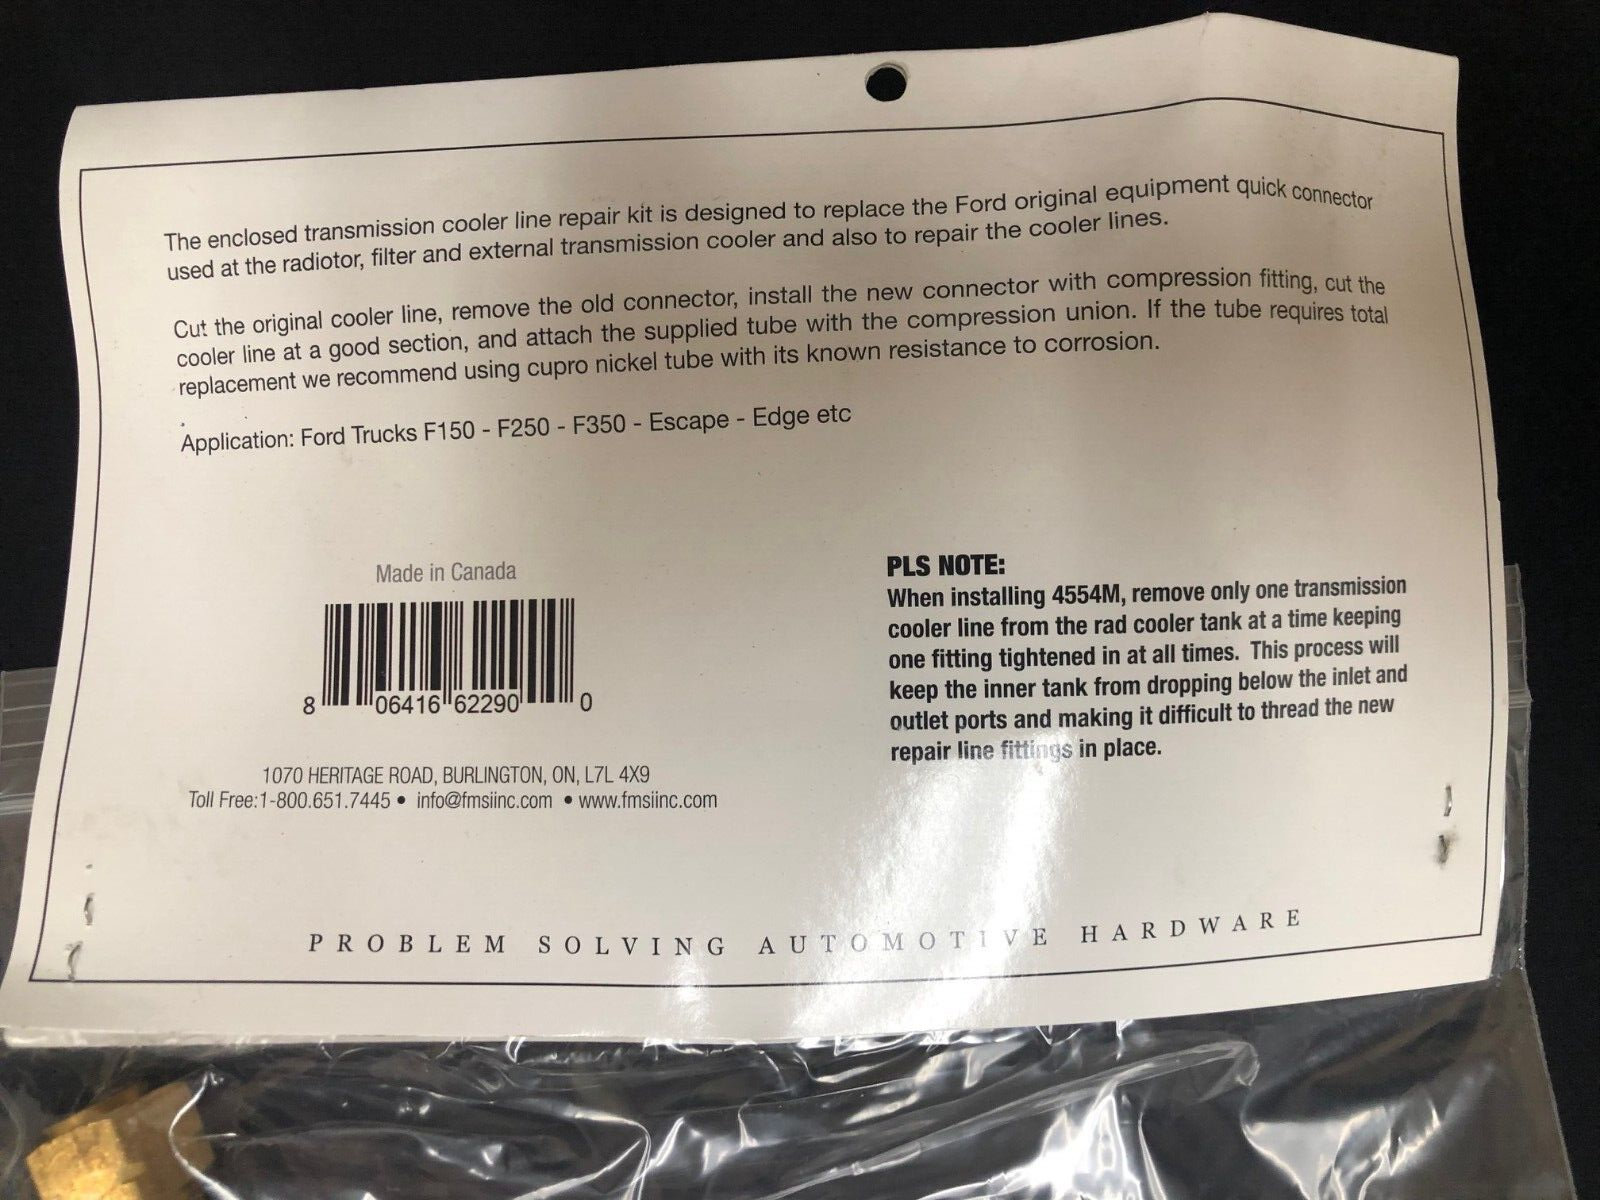 The enclosed transmission cooler line repair kit is designed to replace the Ford original equipment quick connector
used at the radiotor, filter and external transmission cooler and also to repair the cooler lines.
Cut the original cooler line, remove the old connector, install the new connector with compression fitting, cut the
cooler line at a good section, and attach the supplied tube with the compression union. If the tube requires total
replacement we recommend using cupro nickel tube with its known resistance to corrosion.
Application: Ford Trucks F150 - F250 - F350 - Escape - Edge etc
Made in Canada
8 06416 62290 0
1070 HERITAGE ROAD, BURLINGTON, ON, L7L 4X9
Toll Free:1-800.651.7445 • info@fmsiinc.com • www.fmsiinc.com
PLS NOTE:
When installing 4554M, remove only one transmission
cooler line from the rad cooler tank at a time keeping
one fitting tightened in at all times. This process will
keep the inner tank from dropping below the inlet and
outlet ports and making it difficult to thread the new
repair line fittings in place.
PROBLEM SOLVING AUTOMOTIVE HARDWARE